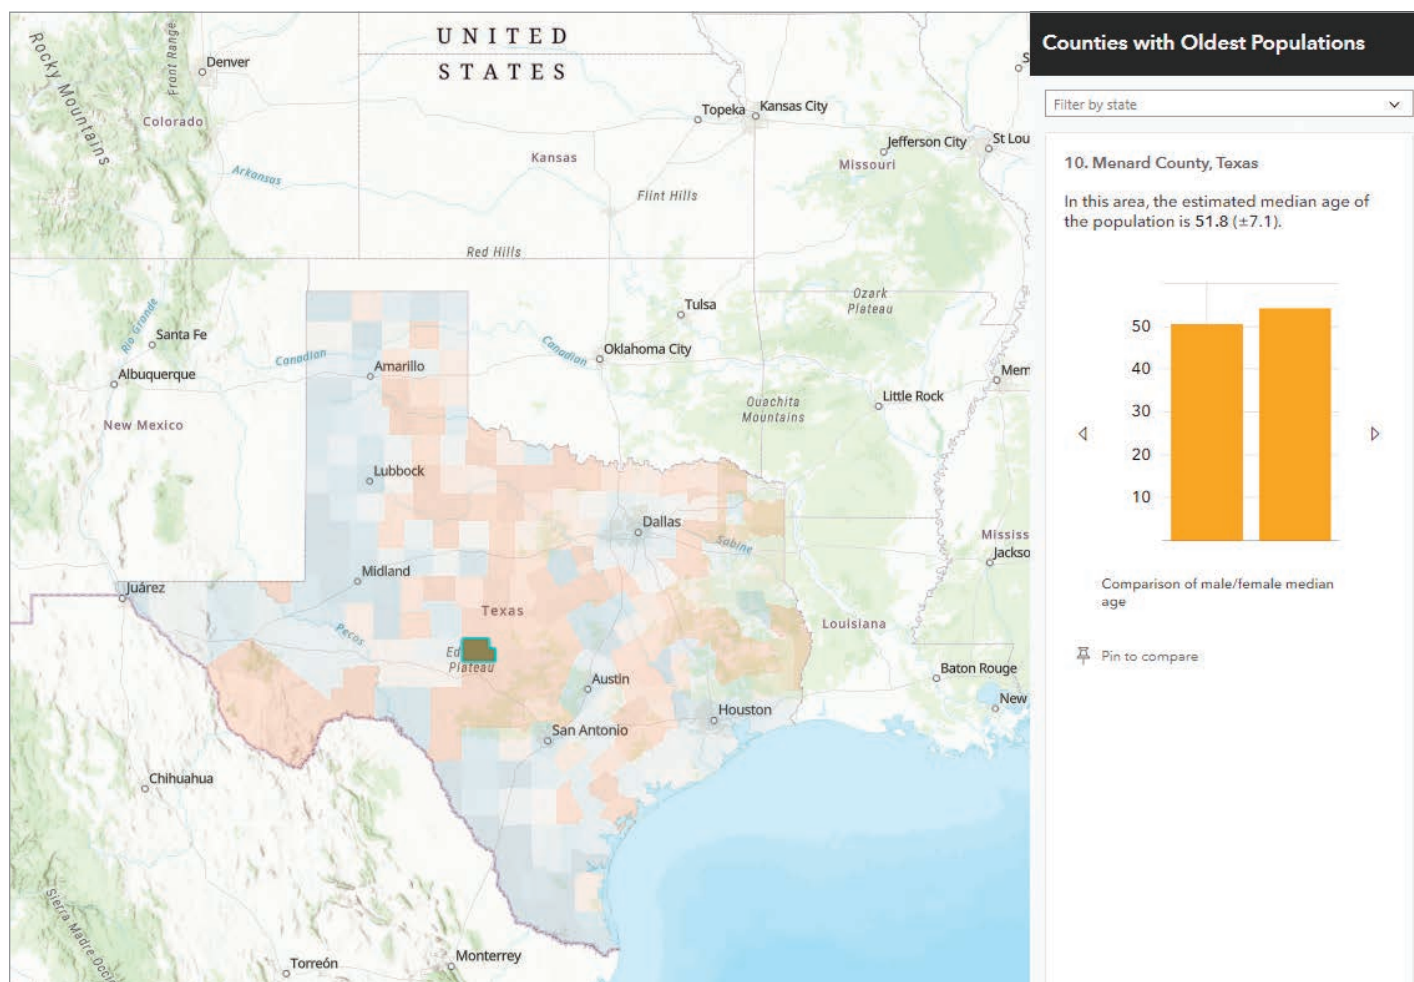 UNITED
STATES
Rocky Mountains
Front Range
Denver
Colorado
Topeka
Kansas City
Jefferson City
St Lou
Missouri
Kansas
Arkansas
Flint Hills
Red Hills
Ozark
Plateau
Tulsa
Rio Grande
Santa Fe
Canadian
Canadian
Oklahoma City
Albuquerque
Amarillo
Mem
Little Rock
Ouachita
Mountains
New Mexico
Lubbock
Dallas
Sabine
Mississ
Jackso
Midland
Juárez
Texas
Pecos
Louisiana
Ed
Plateau
Austin
Baton Rouge
New
Houston
San Antonio
Chihuahua
Sierra Madre Occi
Torreón
Monterrey
S
Counties with Oldest Populations
Filter by state
10. Menard County, Texas
In this area, the estimated median age of
the population is 51.8 (±7.1).
50
40
30
20
10
Comparison of male/female median
age
Pin to compare